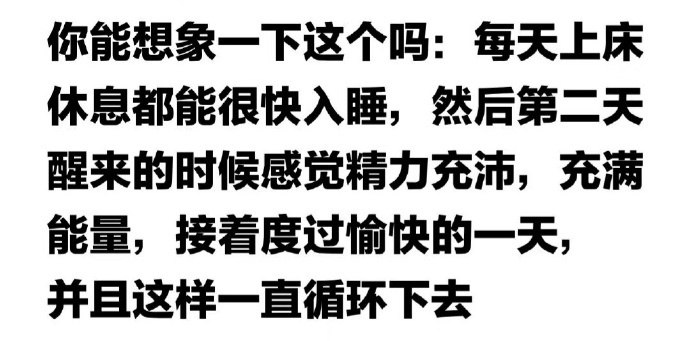 你能想象一下这个吗：每天上床
休息都能很快入睡，然后第二天
醒来的时候感觉精力充沛，充满
能量，接着度过愉快的一天，
并且这样一直循环下去